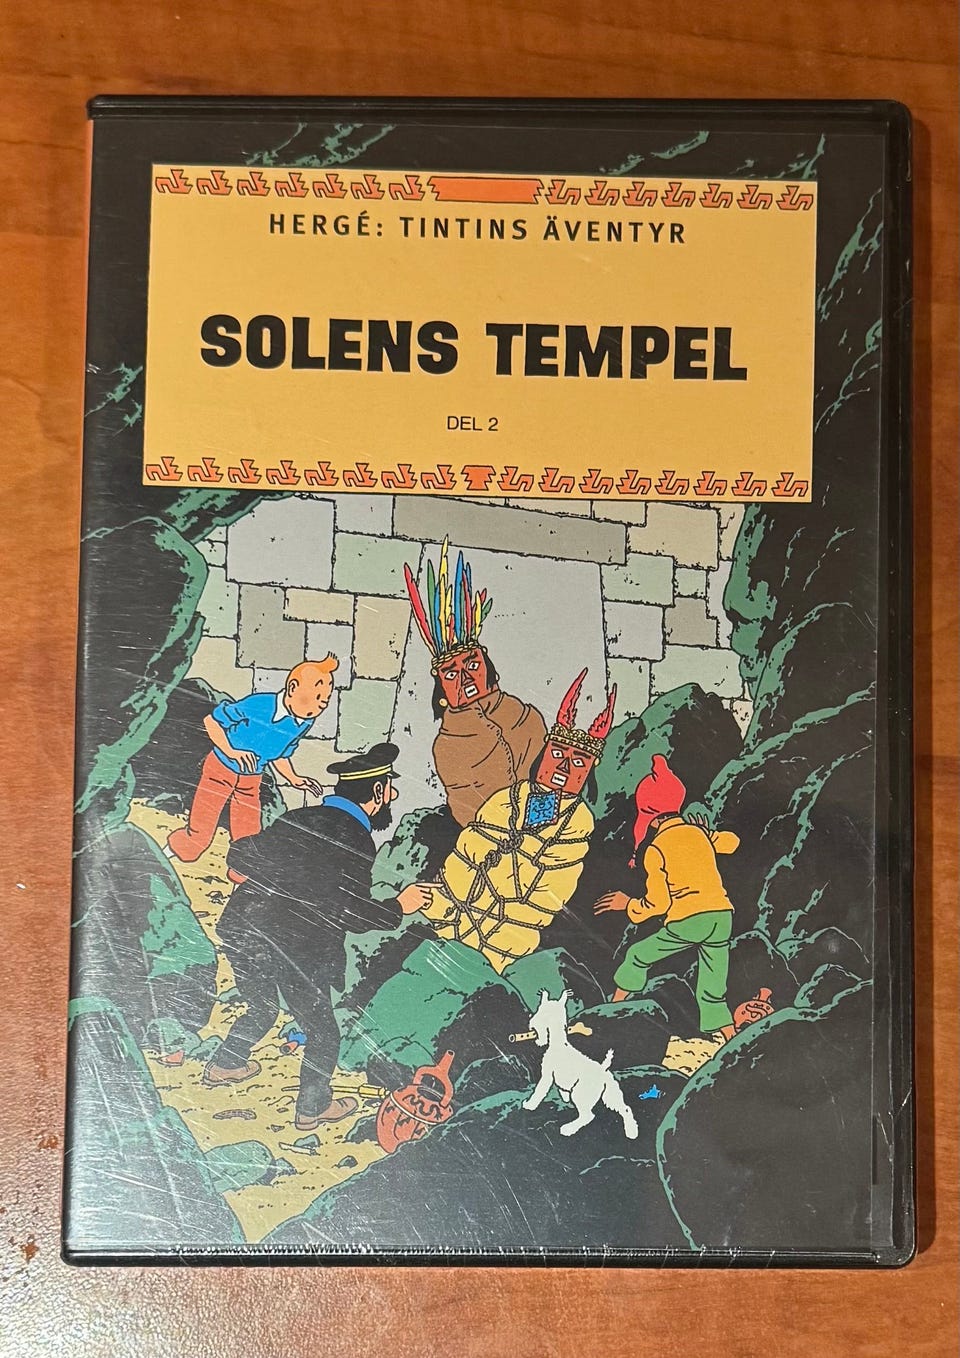 HERGÉ: TINTINS ÄVENTYR
SOLENS TEMPEL
DEL 2